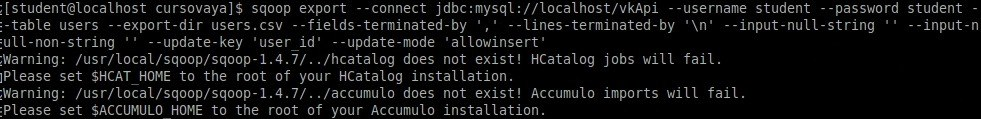 [student@localhost cursovaya]$ sqoop export --connect jdbc:mysql://localhost/vkApi --username student --password student -
-table users --export-dir users.csv --fields-terminated-by ',' --lines-terminated-by '\n' --input-null-string '' --input-n
ull-non-string '' --update-key 'user_id' --update-mode 'allowinsert'
Warning: /usr/local/sqoop/sqoop-1.4.7/../hcatalog does not exist! HCatalog jobs will fail.
Please set $HCAT_HOME to the root of your HCatalog installation.
Warning: /usr/local/sqoop/sqoop-1.4.7/../accumulo does not exist! Accumulo imports will fail.
Please set $ACCUMULO_HOME to the root of your Accumulo installation.